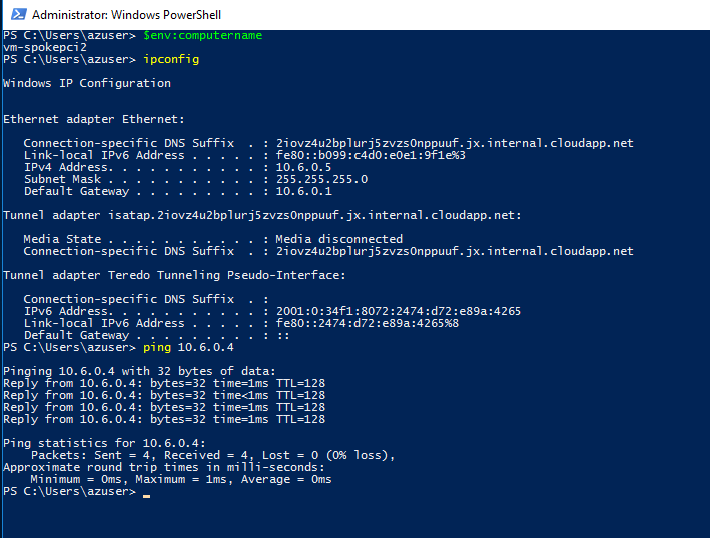 Administrator: Windows PowerShell
PS C:\Users\azuser> $env:computername
vm-spokepci2
PS C:\Users\azuser> ipconfig
Windows IP Configuration
Ethernet adapter Ethernet:
Connection-specific DNS Suffix  . : 2iovz4u2bplurj5zvzs0nppuuf.jx.internal.cloudapp.net
Link-local IPv6 Address . . . . . : fe80::b099:c4d0:e0e1:9f1e%3
IPv4 Address. . . . . . . . . . . : 10.6.0.5
Subnet Mask . . . . . . . . . . . : 255.255.255.0
Default Gateway . . . . . . . . . : 10.6.0.1
Tunnel adapter isatap.2iovz4u2bplurj5zvzs0nppuuf.jx.internal.cloudapp.net:
Media State . . . . . . . . . . . : Media disconnected
Connection-specific DNS Suffix  . : 2iovz4u2bplurj5zvzs0nppuuf.jx.internal.cloudapp.net
Tunnel adapter Teredo Tunneling Pseudo-Interface:
Connection-specific DNS Suffix  . :
IPv6 Address. . . . . . . . . . . : 2001:0:34f1:8072:2474:d72:e89a:4265
Link-local IPv6 Address . . . . . : fe80::2474:d72:e89a:4265%8
Default Gateway . . . . . . . . . : ::
PS C:\Users\azuser> ping 10.6.0.4
Pinging 10.6.0.4 with 32 bytes of data:
Reply from 10.6.0.4: bytes=32 time=1ms TTL=128
Reply from 10.6.0.4: bytes=32 time<1ms TTL=128
Reply from 10.6.0.4: bytes=32 time=1ms TTL=128
Reply from 10.6.0.4: bytes=32 time=1ms TTL=128
Ping statistics for 10.6.0.4:
Packets: Sent = 4, Received = 4, Lost = 0 (0% loss),
Approximate round trip times in milli-seconds:
Minimum = 0ms, Maximum = 1ms, Average = 0ms
PS C:\Users\azuser> _